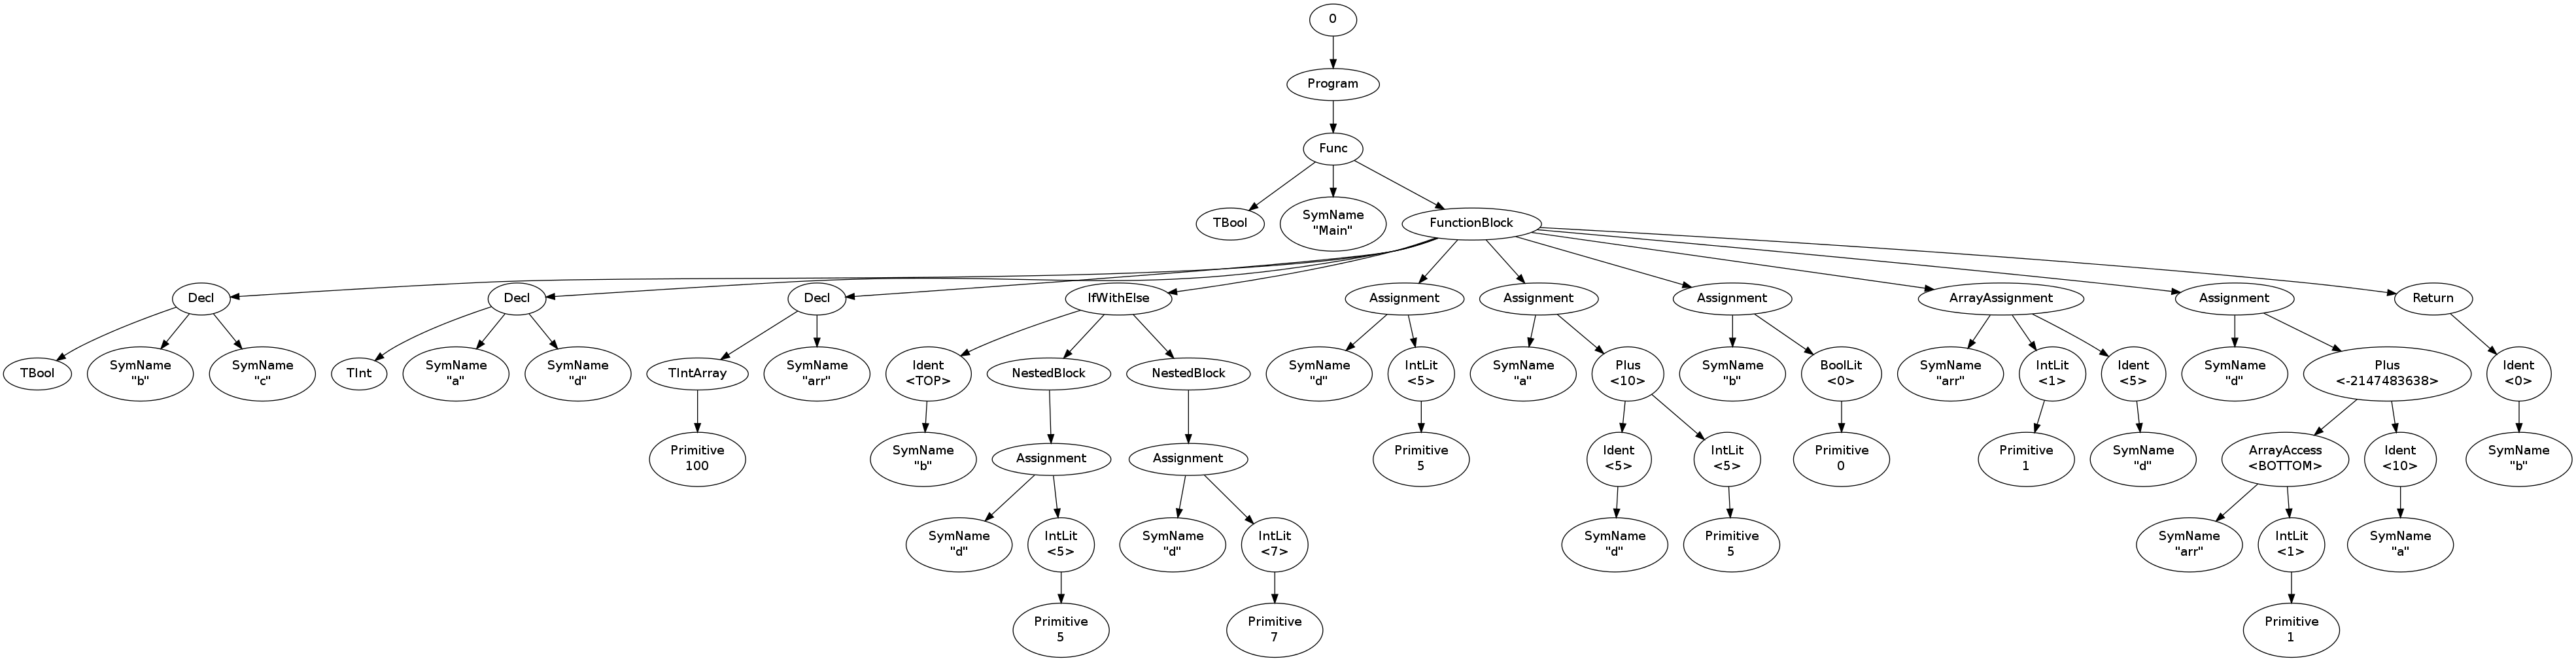 0
Program
Func
TBool
SymName
"Main"
FunctionBlock
Decl
Decl
Decl
IfWithElse
Assignment
Assignment
Assignment
ArrayAssignment
Assignment
Return
TBool
SymName
"b"
SymName
"c"
TInt
SymName
"a"
SymName
"d"
TIntArray
SymName
"arr"
Ident
<TOP>
NestedBlock
NestedBlock
SymName
"d"
IntLit
<5>
SymName
"a"
Plus
<10>
SymName
"b"
BoolLit
<0>
SymName
"arr"
IntLit
<1>
Ident
<5>
SymName
"d"
Plus
<-2147483638>
Ident
<0>
Primitive
100
SymName
"b"
Assignment
Assignment
Primitive
5
Ident
<5>
IntLit
<5>
Primitive
0
Primitive
1
SymName
"d"
ArrayAccess
<BOTTOM>
Ident
<10>
SymName
"b"
SymName
"d"
IntLit
<5>
SymName
"d"
IntLit
<7>
SymName
"d"
Primitive
5
SymName
"arr"
IntLit
<1>
SymName
"a"
Primitive
5
Primitive
7
Primitive
1